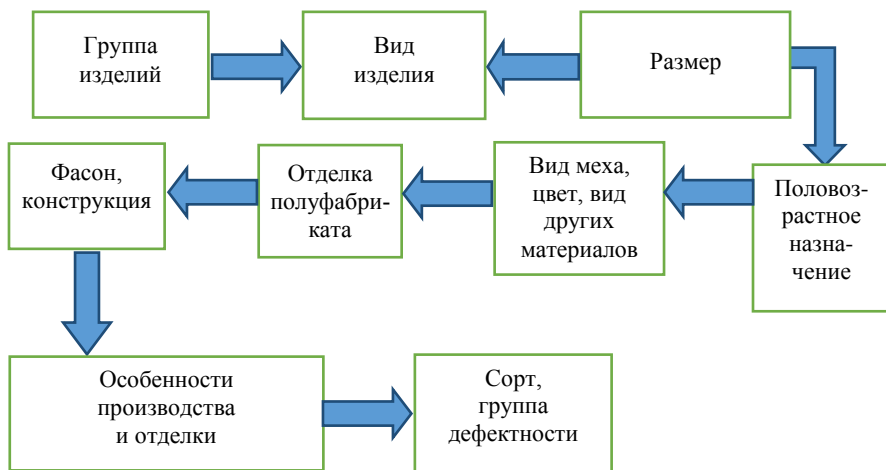 Группа
изделий
Вид
изделия
Размер
Фасон,
конструкция
Отделка
полуфабри-
ката
Вид меха,
цвет, вид
других
материалов
Половоз-
растное
назна-
чение
Особенности
производства
и отделки
Сорт,
группа
дефектности